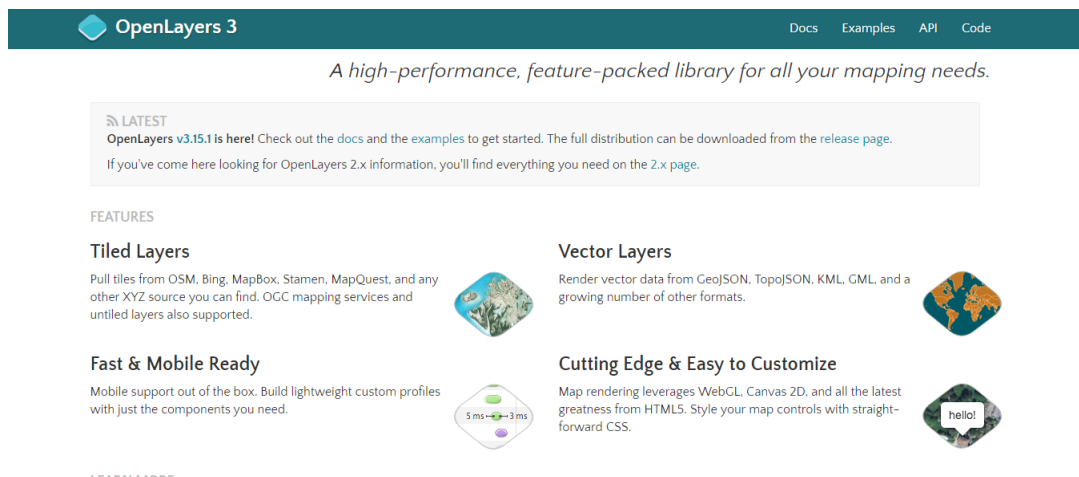 OpenLayers 3
Docs Examples API Code
A high-performance, feature-packed library for all your mapping needs.
LATEST
OpenLayers v3.15.1 is here! Check out the docs and the examples to get started. The full distribution can be downloaded from the release page.
If you've come here looking for OpenLayers 2.x information, you'll find everything you need on the 2.x page.
FEATURES
Tiled Layers
Pull tiles from OSM, Bing, MapBox, Stamen, MapQuest, and any
other XYZ source you can find. OGC mapping services and
untiled layers also supported.
Vector Layers
Render vector data from GeoJSON, TopoJSON, KML, GML, and a
growing number of other formats.
Fast & Mobile Ready
Mobile support out of the box. Build lightweight custom profiles
with just the components you need.
5 ms 3 ms
Cutting Edge & Easy to Customize
Map rendering leverages WebGL, Canvas 2D, and all the latest
greatness from HTML5. Style your map controls with straight-
forward CSS.
hello!
LEARN MORE